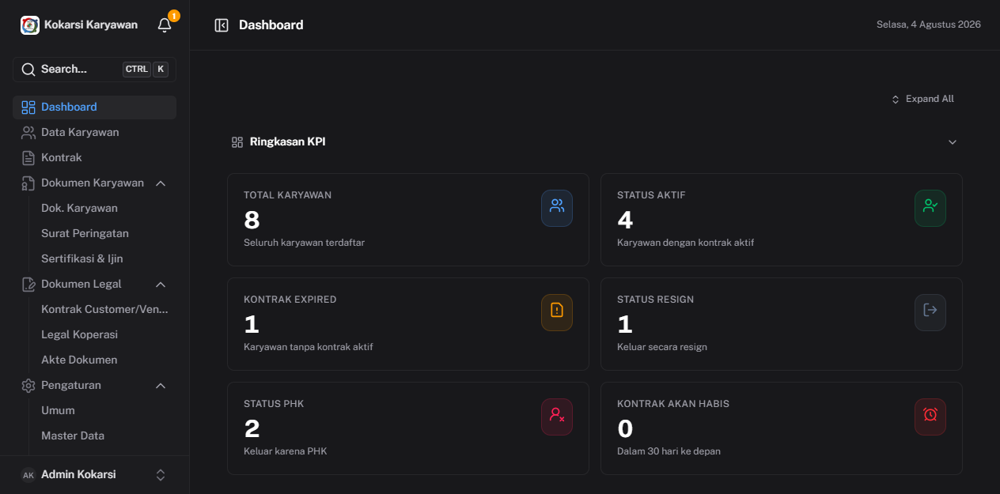 Kokarsi Karyawan
1
Search...
CTRL K
Dashboard
Data Karyawan
Kontrak
Dokumen Karyawan
Dok. Karyawan
Surat Peringatan
Sertifikasi & Ijin
Dokumen Legal
Kontrak Customer/Ven...
Legal Koperasi
Akte Dokumen
Pengaturan
Umum
Master Data
AK Admin Kokarsi
Dashboard
Selasa, 4 Agustus 2026
Expand All
Ringkasan KPI
TOTAL KARYAWAN
8
Seluruh karyawan terdaftar
STATUS AKTIF
4
Karyawan dengan kontrak aktif
KONTRAK EXPIRED
1
Karyawan tanpa kontrak aktif
STATUS RESIGN
1
Keluar secara resign
STATUS PHK
2
Keluar karena PHK
KONTRAK AKAN HABIS
0
Dalam 30 hari ke depan